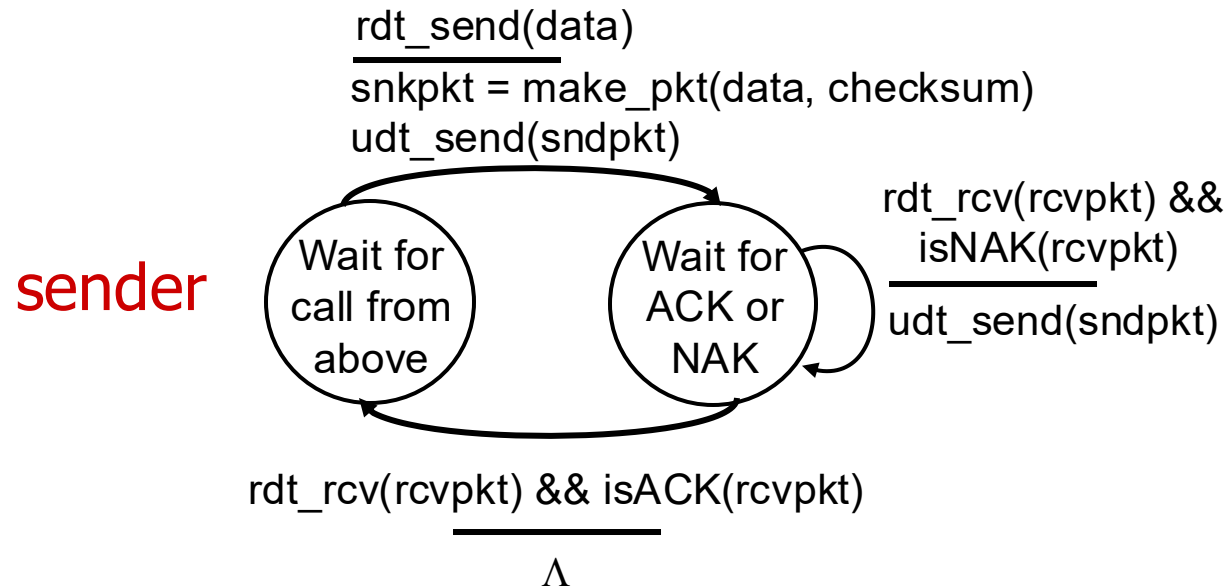 rdt_send(data)
snkpkt = make_pkt(data, checksum)
udt_send(sndpkt)
sender
Wait for
call from
above
Wait for
ACK or
NAK
rdt_rcv(rcvpkt) &&
isNAK(rcvpkt)
udt_send(sndpkt)
rdt_rcv(rcvpkt) && isACK(rcvpkt)
Λ